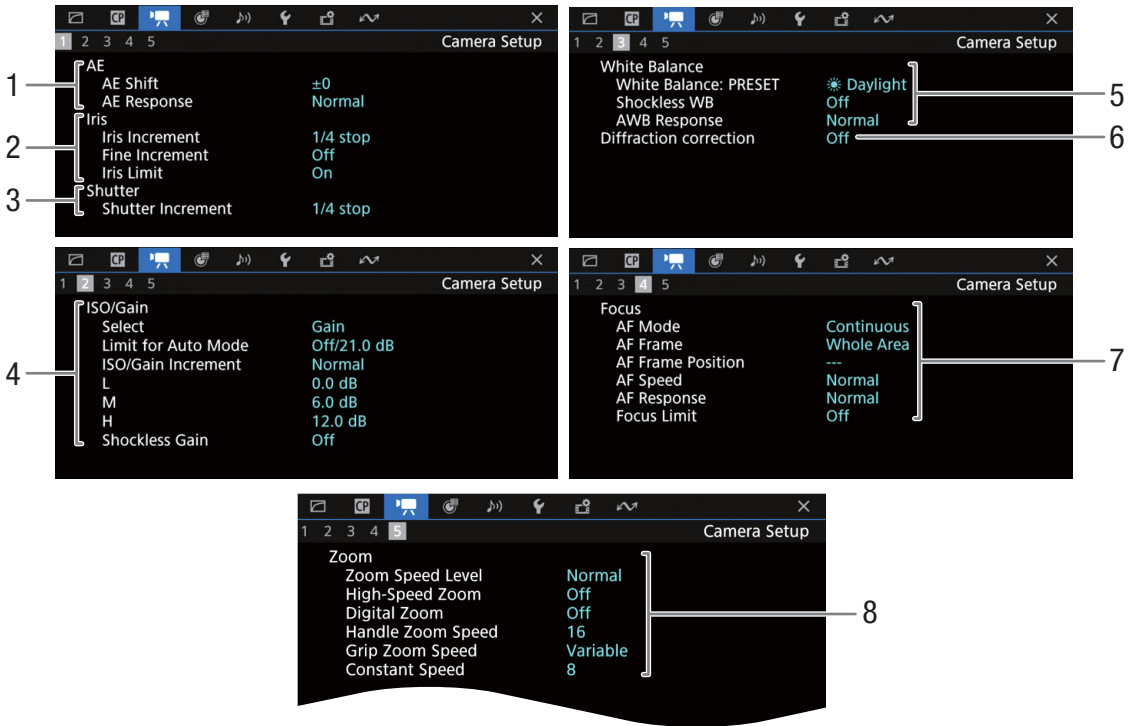 CP
×
1 2 3 4 5
Camera Setup
1
AE
AE Shift ±0
AE Response Normal
2
Iris
Iris Increment 1/4 stop
Fine Increment Off
Iris Limit On
3
Shutter
Shutter Increment 1/4 stop
CP
×
1 2 3 4 5
Camera Setup
White Balance
White Balance: PRESET Daylight
Shockless WB Off
AWB Response Normal
5
Diffraction correction Off
6
CP
×
1 2 3 4 5
Camera Setup
4
ISO/Gain
Select Gain
Limit for Auto Mode Off/21.0 dB
ISO/Gain Increment Normal
L 0.0 dB
M 6.0 dB
H 12.0 dB
Shockless Gain Off
CP
×
1 2 3 4 5
Camera Setup
Focus
AF Mode Continuous
AF Frame Whole Area
AF Frame Position ---
AF Speed Normal
AF Response Normal
Focus Limit Off
7
CP
×
1 2 3 4 5
Camera Setup
Zoom
Zoom Speed Level Normal
High-Speed Zoom Off
Digital Zoom Off
Handle Zoom Speed 16
Grip Zoom Speed Variable
Constant Speed 8
8